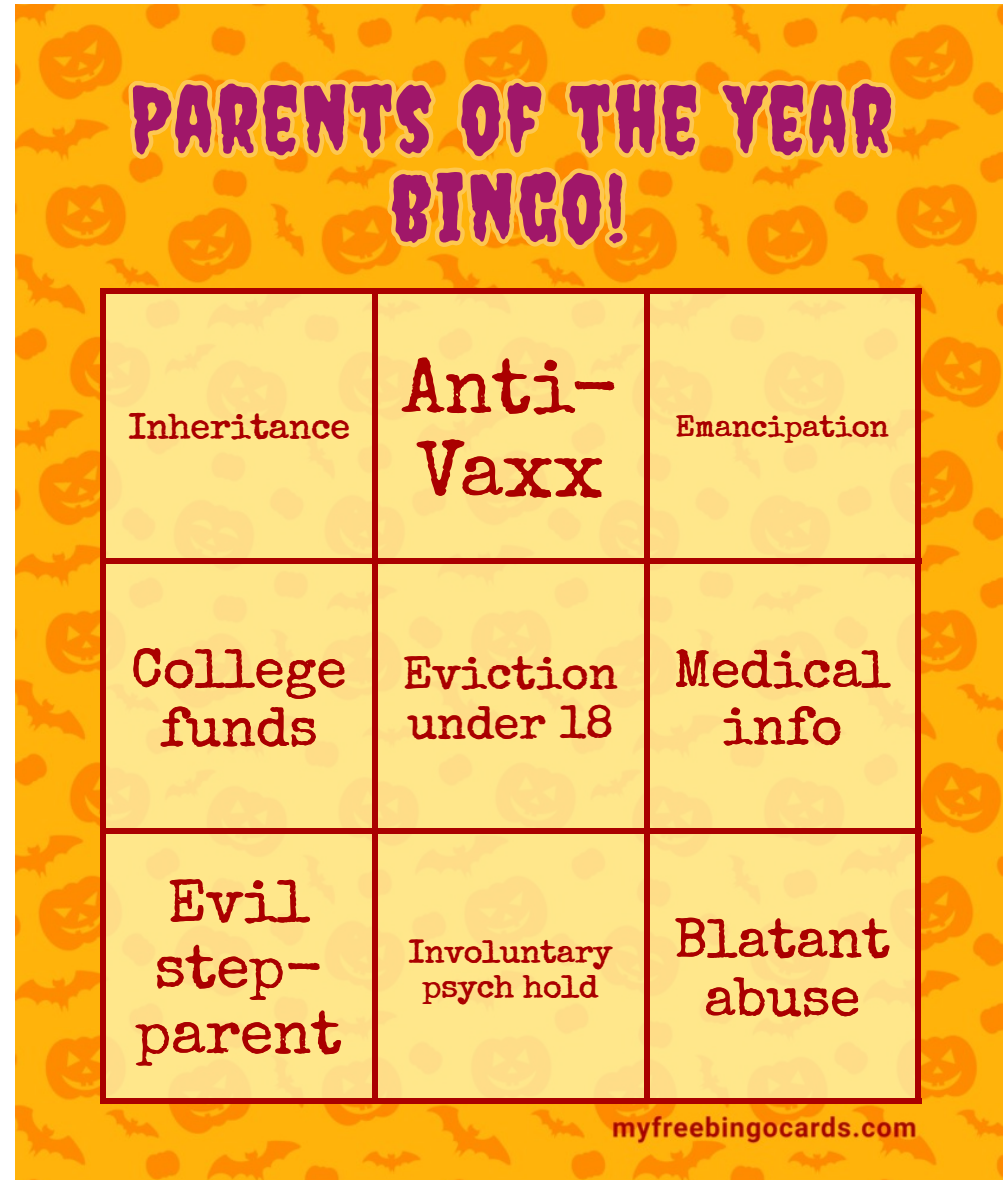 PARENTS OF THE YEAR
BINGO!
Inheritance
Anti-
Vaxx
Emancipation
College
funds
Eviction
under 18
Medical
info
Evil
step-
parent
Involuntary
psych hold
Blatant
abuse
myfreebingocards.com